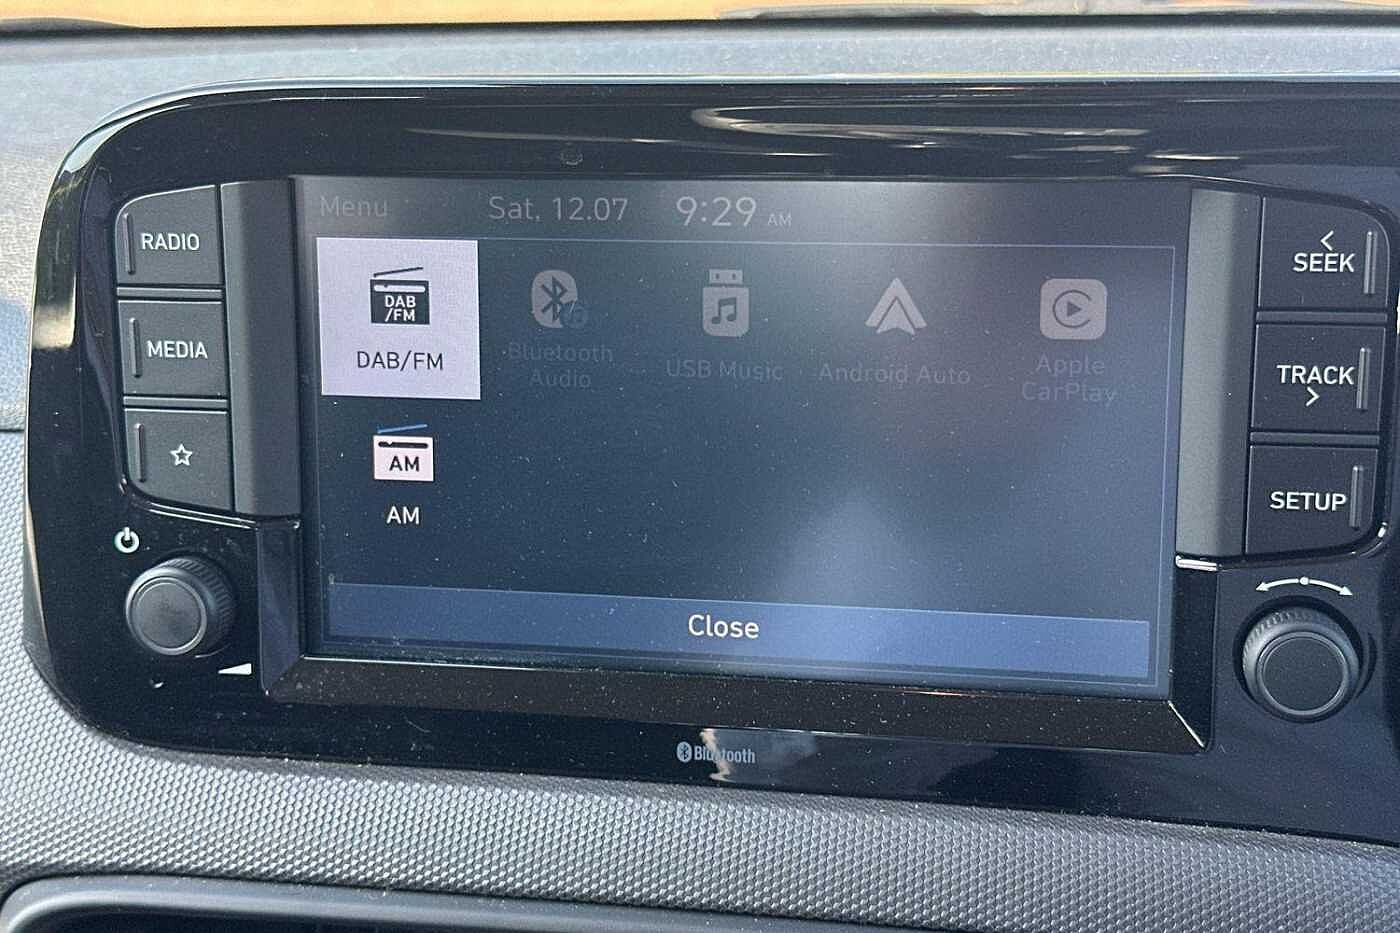 Menu Sat, 12.07 9:29 AM
RADIO
MEDIA
DAB
/FM
DAB/FM
Bluetooth
Audio
USB Music
Android Auto
Apple
CarPlay
AM
AM
Close
SEEK
TRACK
SETUP
Bluetooth